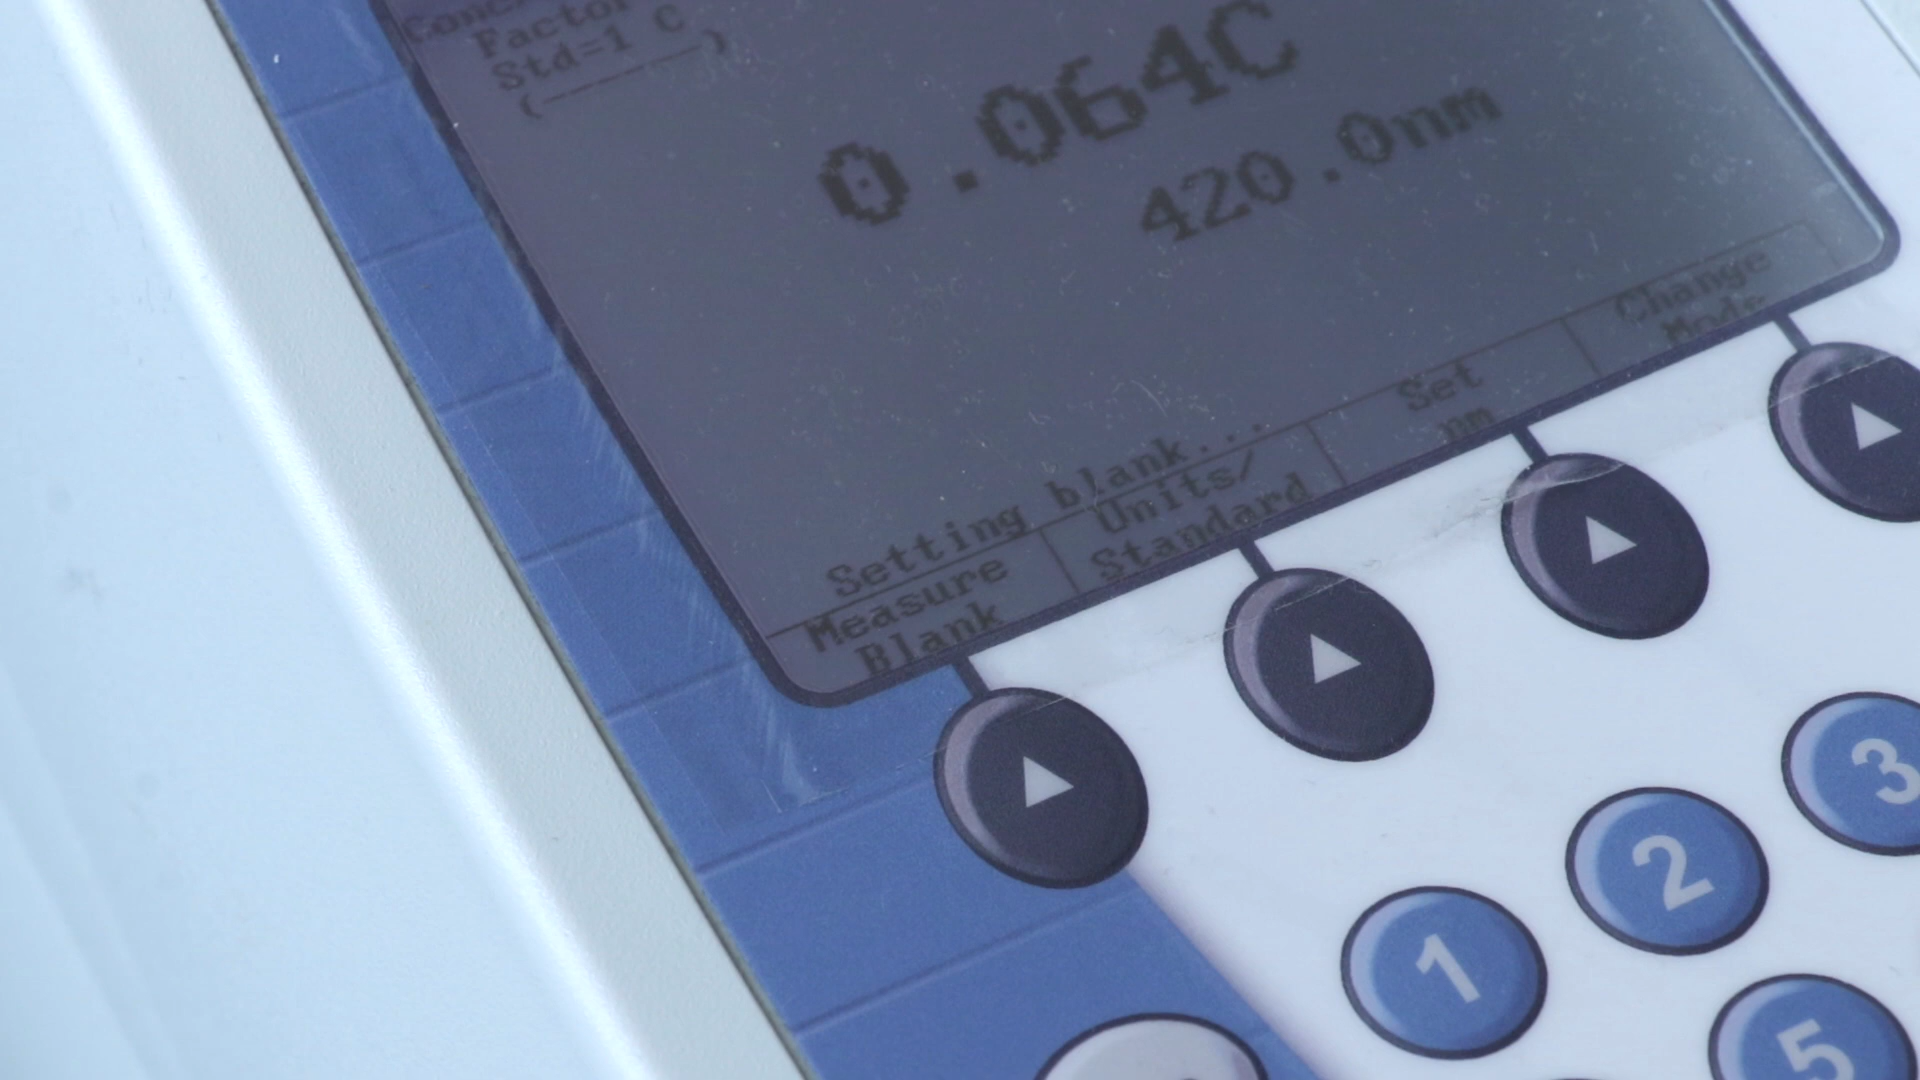 Factor
Std=1 C
(————————)
0.064C
420.0nm
Setting blank...
Measure
Blank
Units/
Standard
Set
nm
Change
Mode
1
2
3
5